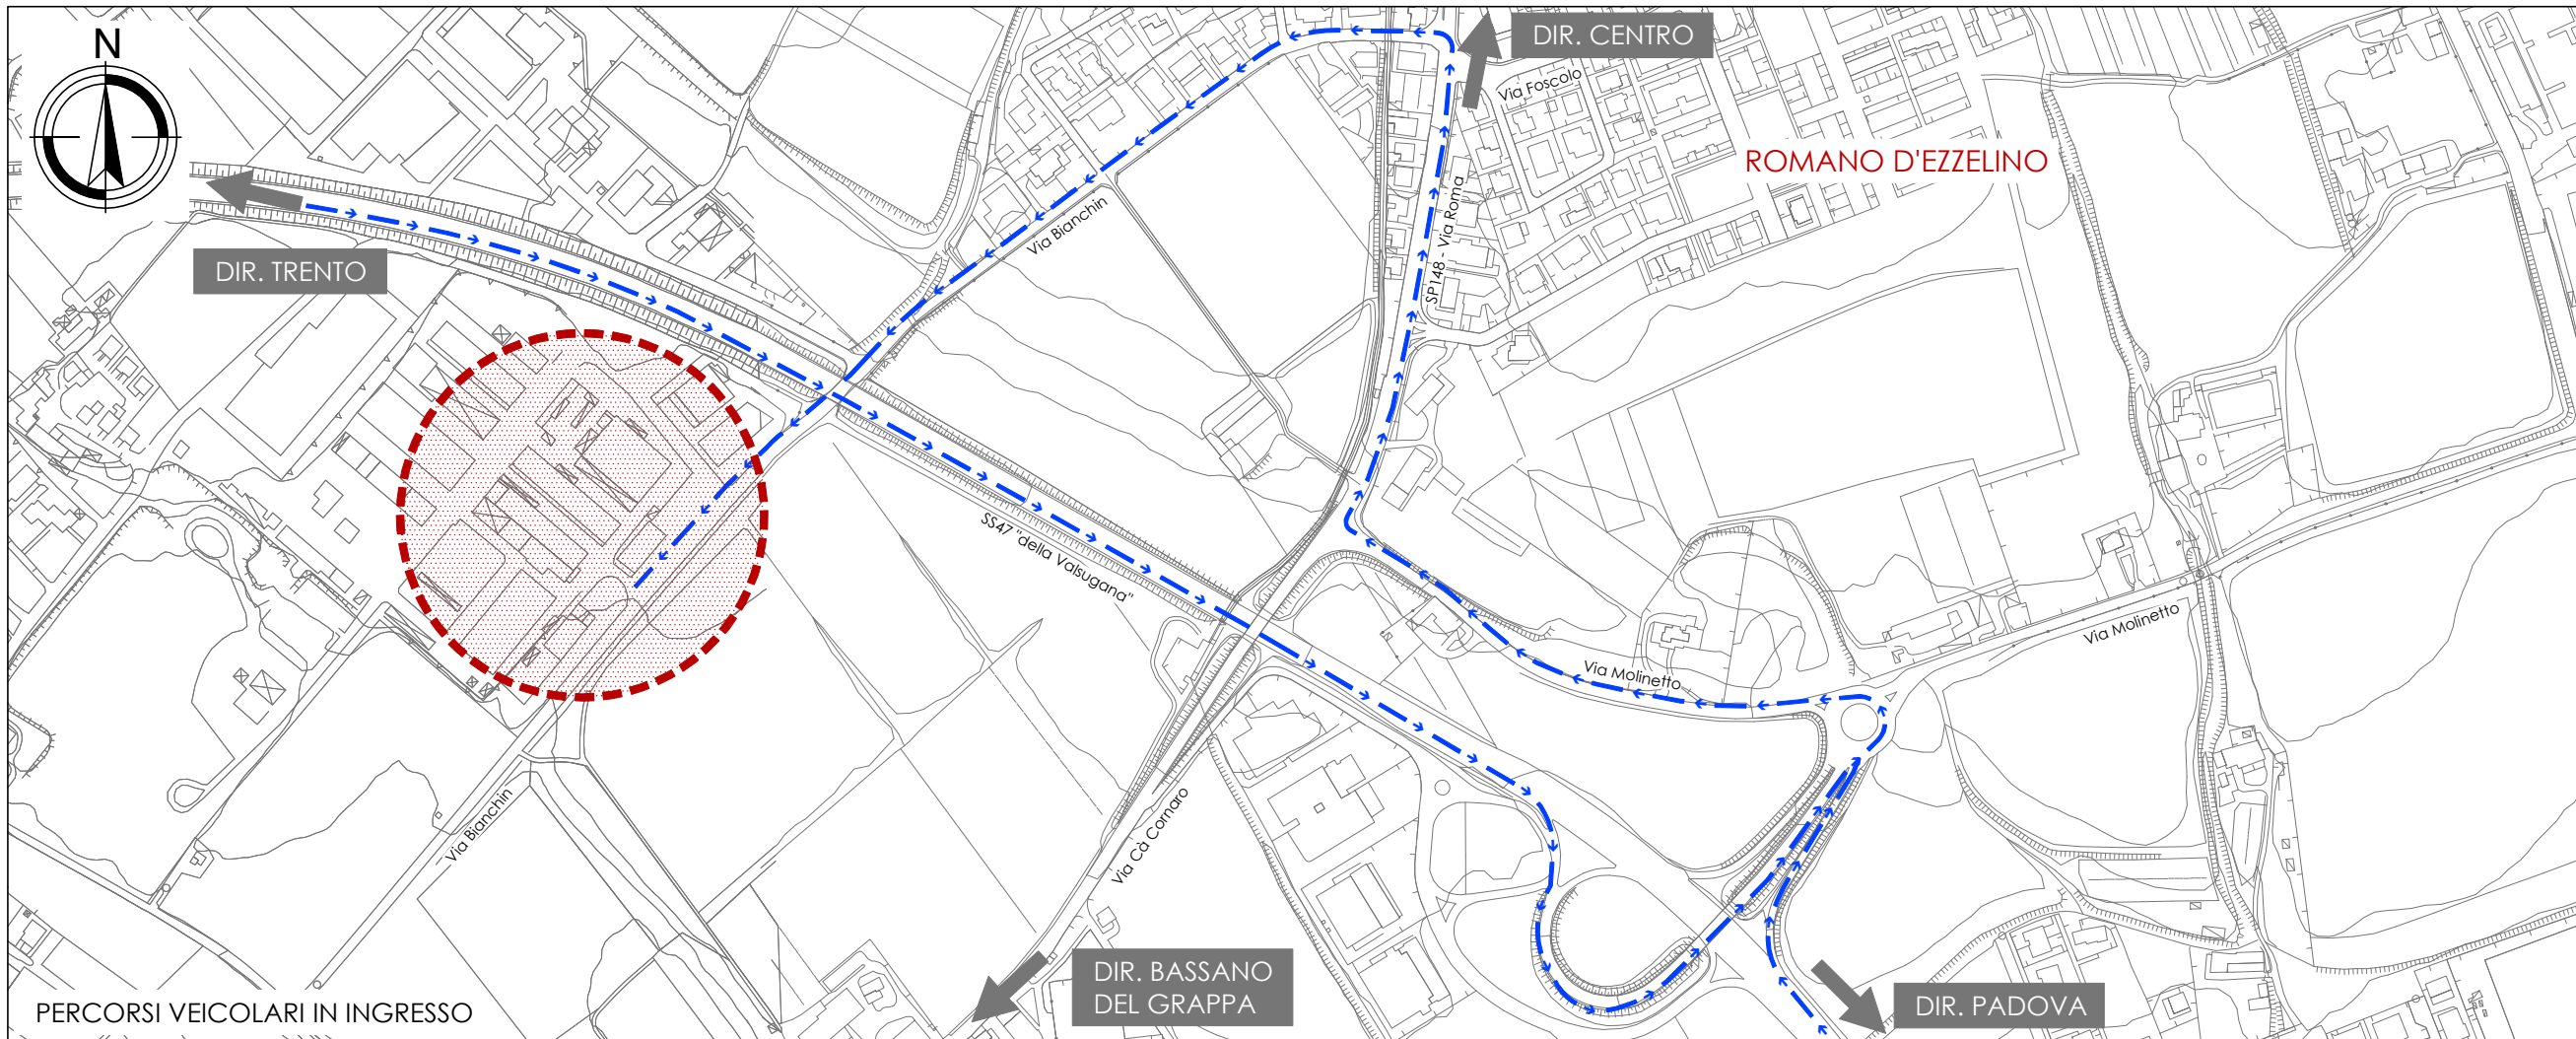 N
DIR. CENTRO
Via Foscolo
ROMANO D'EZZELINO
SP148 - Via Roma
Via Bianchin
DIR. TRENTO
SS47 "della Valsugana"
Via Molinetto
Via Molinetto
Via Bianchin
Via Cà Cornaro
DIR. BASSANO
DEL GRAPPA
DIR. PADOVA
PERCORSI VEICOLARI IN INGRESSO